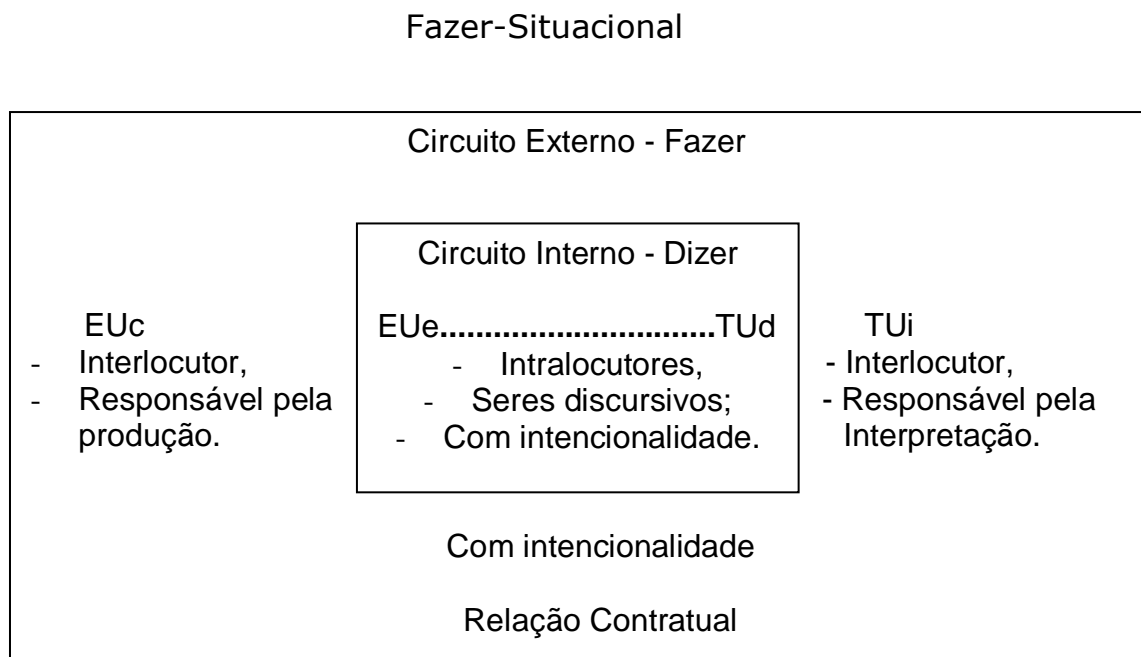 Fazer-Situacional
Circuito Externo - Fazer
Circuito Interno - Dizer
EUc
- Interlocutor,
- Responsável pela
produção.
EUe...............................TUd
- Intralocutores,
- Seres discursivos;
- Com intencionalidade.
TUi
- Interlocutor,
- Responsável pela
Interpretação.
Com intencionalidade
Relação Contratual